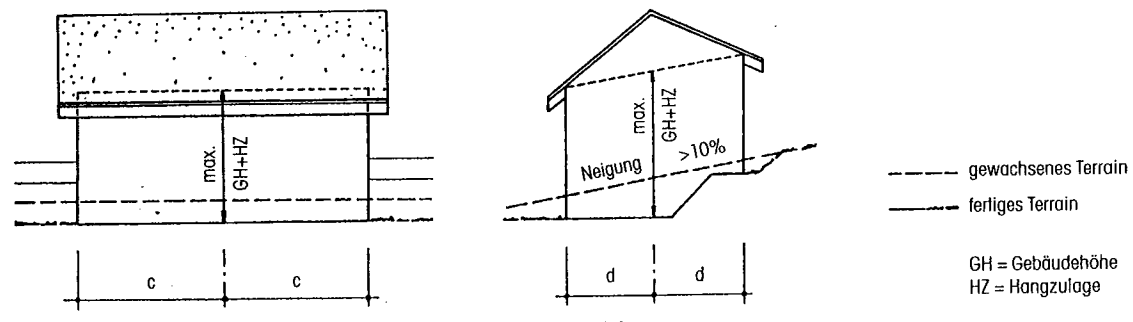 max.
GH+HZ
c
c
max.
GH+HZ
Neigung
>10%
d
d
gewachsenes Terrain
fertiges Terrain
GH = Gebäudehöhe
HZ = Hangzulage